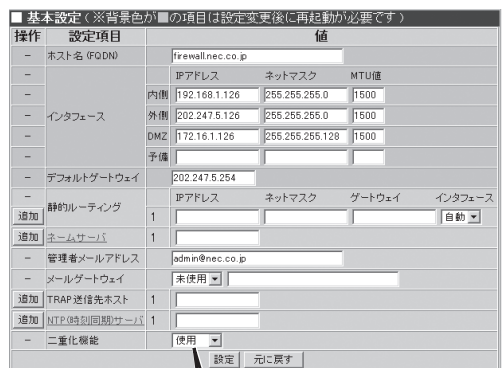 ■ 基本設定(※背景色が■の項目は設定変更後に再起動が必要です)
操作 設定項目 値
− ホスト名 (FQDN) firewall.nec.co.jp
− IPアドレス ネットマスク MTU値
− 内側 192.168.1.126 255.255.255.0 1500
− インタフェース 外側 202.247.5.126 255.255.255.0 1500
− DMZ 172.16.1.126 255.255.255.128 1500
− 予備
− デフォルトゲートウェイ 202.247.5.254
− 静的ルーティング IPアドレス ネットマスク ゲートウェイ インタフェース
追加 1 自動
追加 ネームサーバ 1
− 管理者メールアドレス admin@nec.co.jp
− メールゲートウェイ 未使用
追加 TRAP送信先ホスト 1
追加 NTP(時刻同期)サーバ 1
− 二重化機能 使用
設定 元に戻す